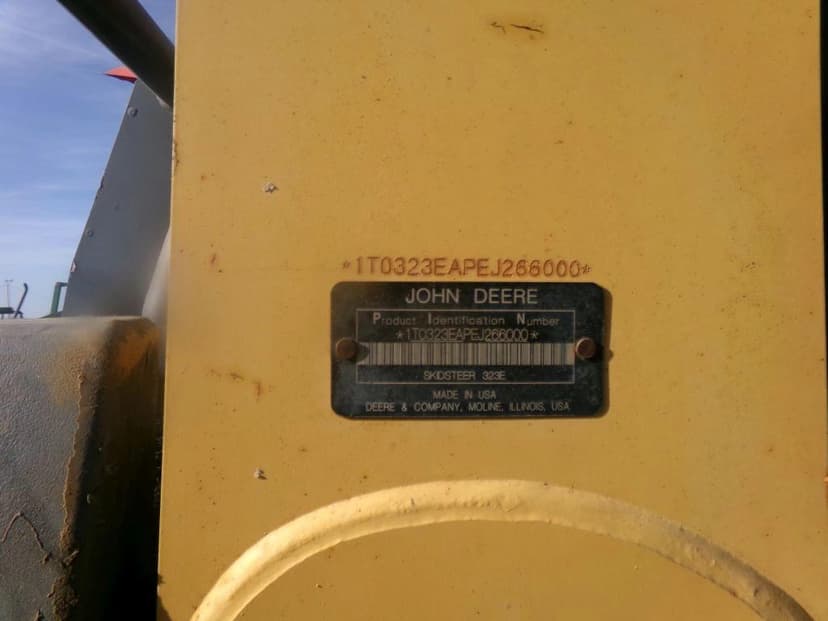 *1T0323EAPEJ266000*
JOHN DEERE
Product Identification Number
*1T0323EAPEJ266000*
SKIDSTEER 323E
MADE IN USA
DEERE & COMPANY, MOLINE, ILLINOIS, USA